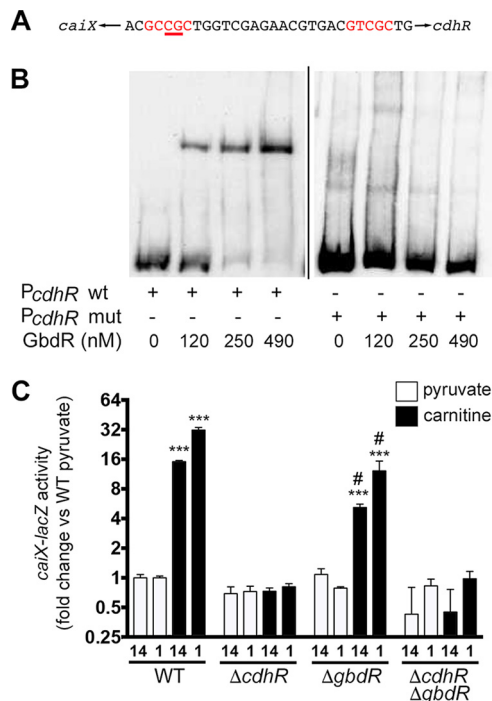 A
caiX ACGCCCGCTGGTCGAGAACGTGACGTCGCTG cdhR
B
PcdhR wt + + + + - - - -
PcdhR mut - - - - + + + +
GbdR (nM) 0 120 250 490 0 120 250 490
C
pyruvate
carnitine
caiX-lacZ activity
(fold change vs WT pyruvate)
64
32
16
8
4
2
1
0.5
0.25
*** *** # *** # ***
14 1 14 1 14 1 14 1 14 1 14 1 14 1 14 1
WT ΔcdhR ΔgbdR ΔcdhR
ΔgbdR